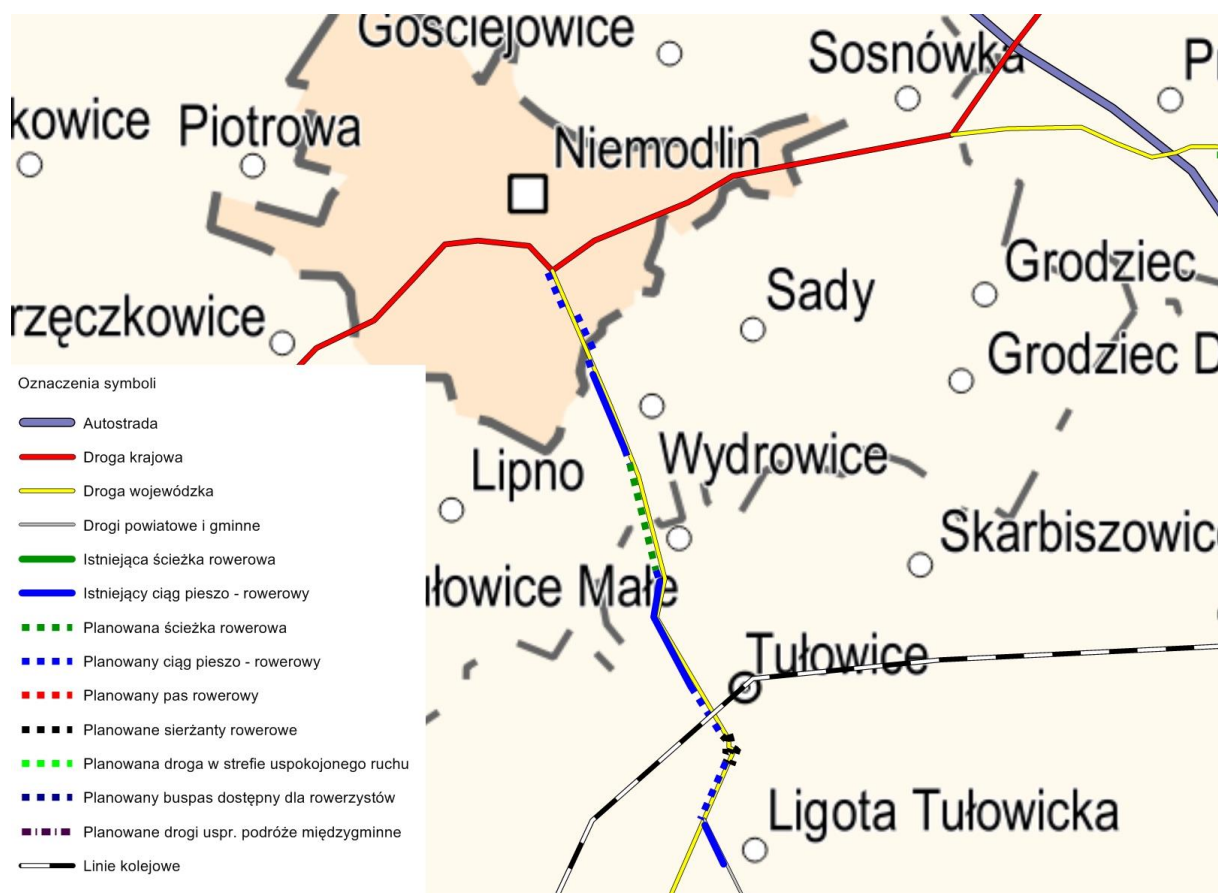 Gościejowice
Sosnówka
kowice
Piotrowa
Niemodlin
Grodziec
Sady
rzęczkowice
Grodziec D
Wydrowice
Lipno
Skarbiszowic
ułowice Małe
Tułowice
Ligota Tułowicka
Oznaczenia symboli
Autostrada
Droga krajowa
Droga wojewódzka
Drogi powiatowe i gminne
Istniejąca ścieżka rowerowa
Istniejący ciąg pieszo - rowerowy
Planowana ścieżka rowerowa
Planowany ciąg pieszo - rowerowy
Planowany pas rowerowy
Planowane sierżanty rowerowe
Planowana droga w strefie uspokojonego ruchu
Planowany buspas dostępny dla rowerzystów
Planowane drogi uspr. podróże międzygminne
Linie kolejowe